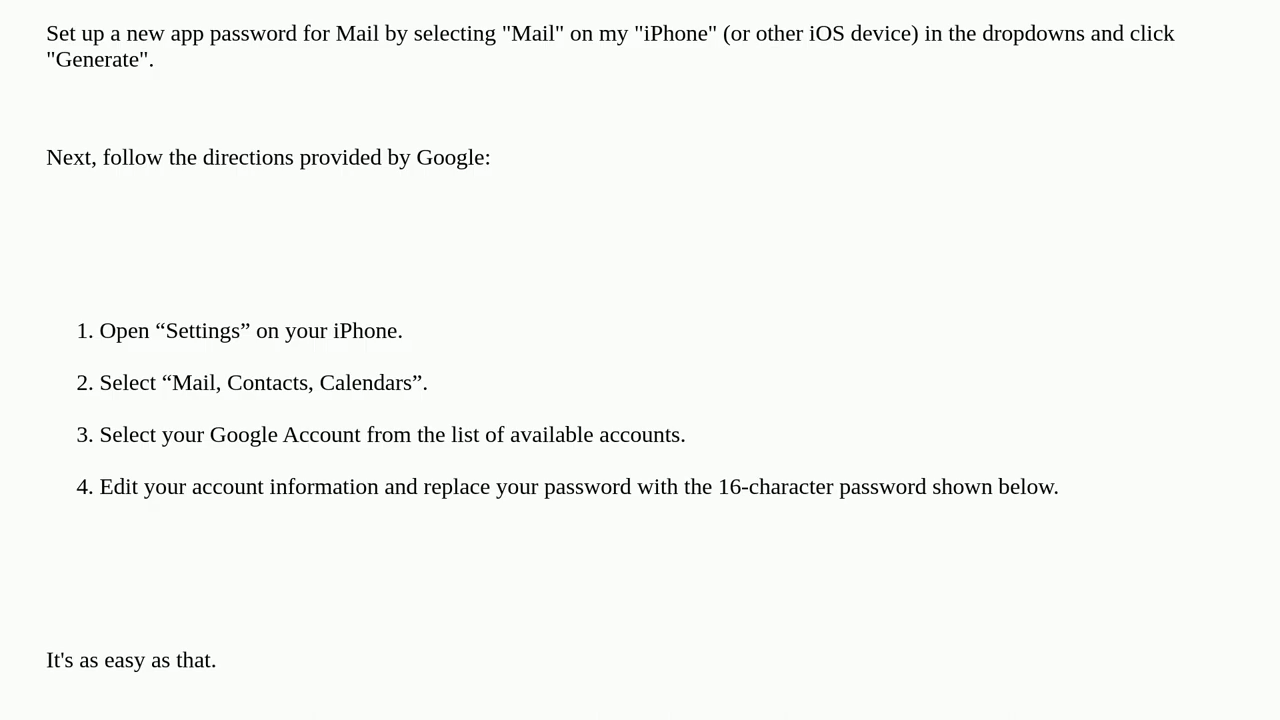 Set up a new app password for Mail by selecting "Mail" on my "iPhone" (or other iOS device) in the dropdowns and click
"Generate".
Next, follow the directions provided by Google:
1. Open “Settings” on your iPhone.
2. Select “Mail, Contacts, Calendars”.
3. Select your Google Account from the list of available accounts.
4. Edit your account information and replace your password with the 16-character password shown below.
It's as easy as that.